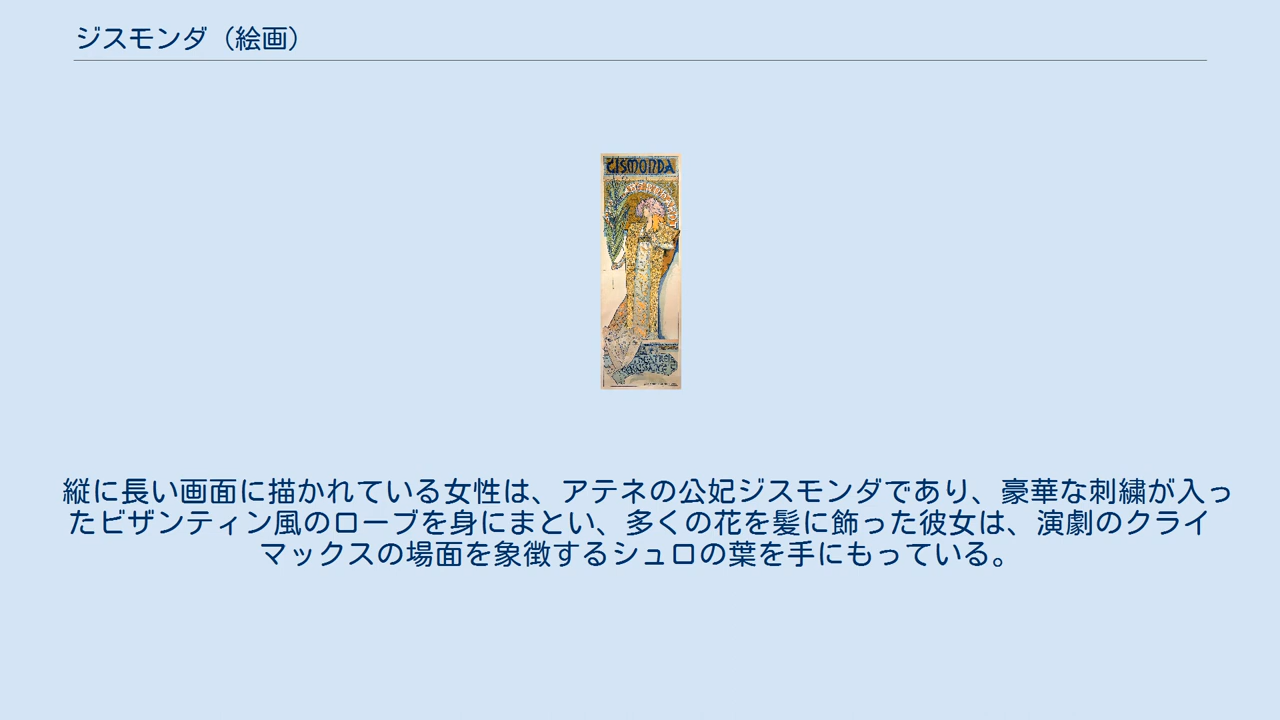 ジスモンダ（絵画）
GISMONDA
縦に長い画面に描かれている女性は、アテネの公妃ジスモンダであり、豪華な刺繍が入っ
たビザンティン風のローブを身にまとい、多くの花を髪に飾った彼女は、演劇のクライ
マックスの場面を象徴するシュロの葉を手にもっている。